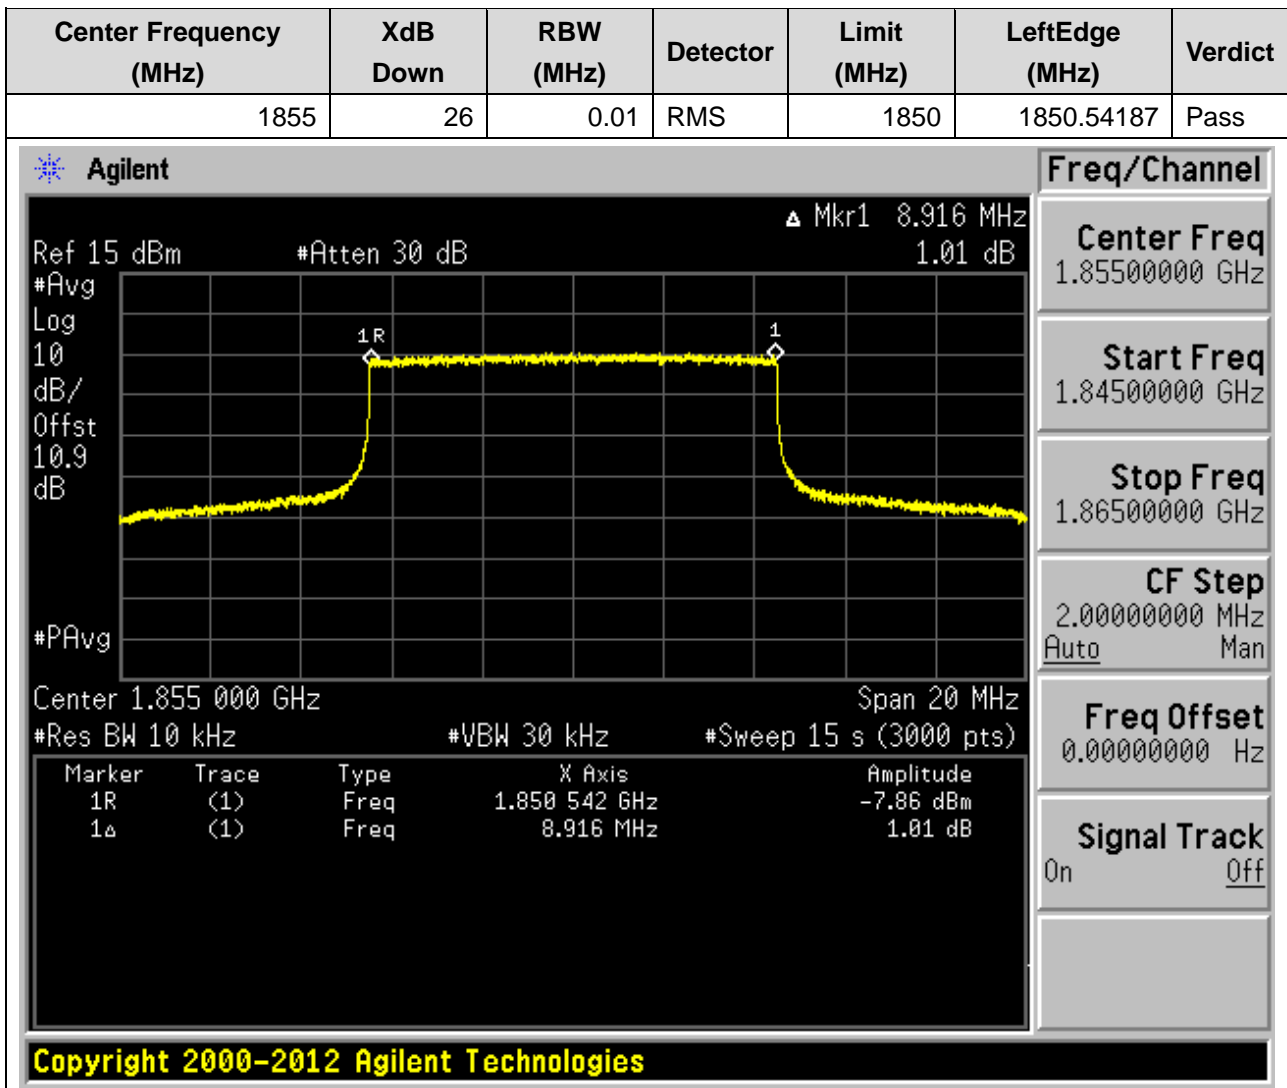 Center Frequency (MHz) XdB Down RBW (MHz) Detector Limit (MHz) LeftEdge (MHz) Verdict
1855 26 0.01 RMS 1850 1850.54187 Pass
Agilent
Freq/Channel
Δ Mkr1 8.916 MHz
Ref 15 dBm #Atten 30 dB 1.01 dB
#Avg
Log
10
dB/
Offst
10.9
dB
#PAvg
1R
1
Center 1.855 000 GHz Span 20 MHz
#Res BW 10 kHz #VBW 30 kHz #Sweep 15 s (3000 pts)
Marker Trace Type X Axis Amplitude
1R (1) Freq 1.850 542 GHz -7.86 dBm
1Δ (1) Freq 8.916 MHz 1.01 dB
Center Freq
1.85500000 GHz
Start Freq
1.84500000 GHz
Stop Freq
1.86500000 GHz
CF Step
2.00000000 MHz
Auto Man
Freq Offset
0.00000000 Hz
Signal Track
On Off
Copyright 2000-2012 Agilent Technologies